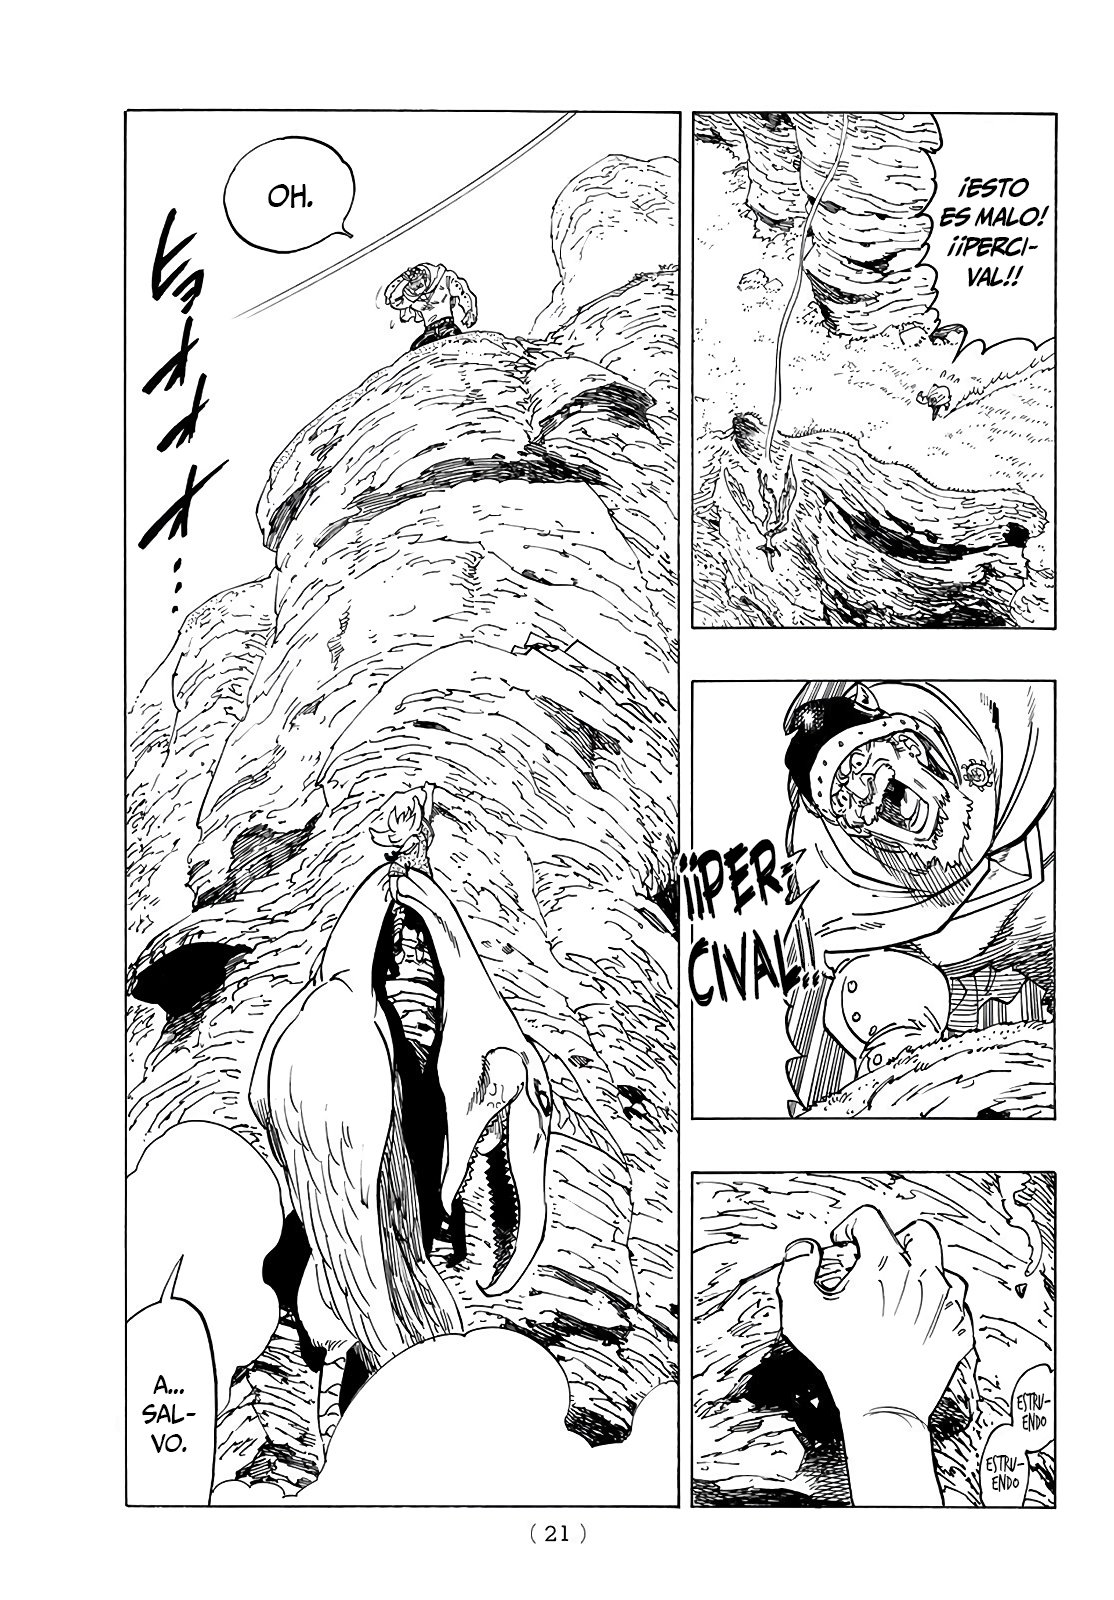 ¡ESTO
ES MALO!
¡¡PERCI-
VAL!!
¡¡PER-
CIVAL!!
ESTRU-
ENDO
ESTRU-
ENDO
OH.
ヒョオオオ...
A...
SAL-
VO.
( 21 )